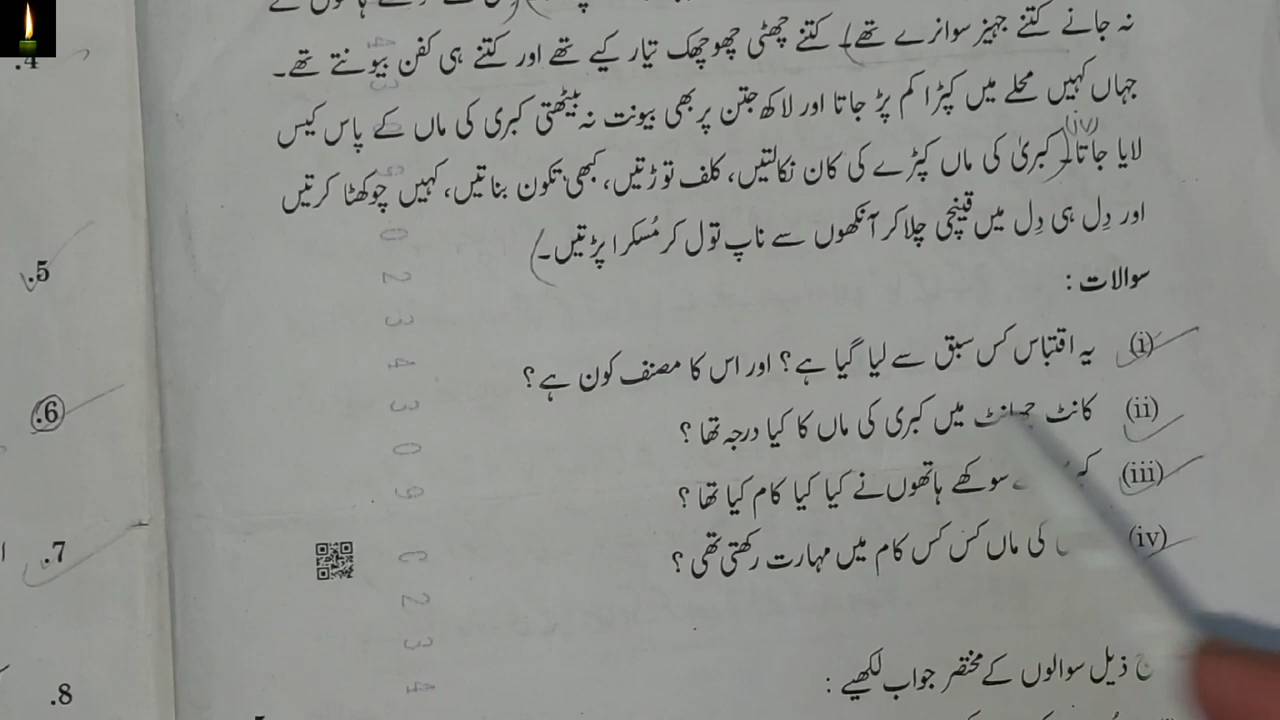 نہ جانے کتنے جہیز سوانرے تھے) کتنے چھٹی چھوچھک تیار کیے تھے اور کتنے ہی کفن بیونتے تھے۔
جہاں کہیں محلے میں کپڑا کم پڑ جاتا اور لاکھ جتن پر بھی بیونت نہ بیٹھتی کبری کی ماں کے پاس کیس
لایا جاتا۔ کبریٰ کی ماں کپڑے کی کان نکالتیں، کلف توڑتیں، کبھی تکون بناتیں، کہیں چوکھٹا کرتیں
اور دِل ہی دِل میں قینچی چلا کر آنکھوں سے ناپ تول کر مُسکرا پڑتیں۔)
سوالات :
(i) یہ اقتباس کس سبق سے لیا گیا ہے؟ اور اس کا مصنف کون ہے؟
(ii) کانٹ چھانٹ میں کبری کی ماں کا کیا درجہ تھا ؟
(iii) سوکھے ہاتھوں نے کیا کیا کام کیا تھا ؟
(iv) کی ماں کس کس کام میں مہارت رکھتی تھی ؟
ذیل سوالوں کے مختصر جواب لکھیے :
.4
.5
.6
.7
.8